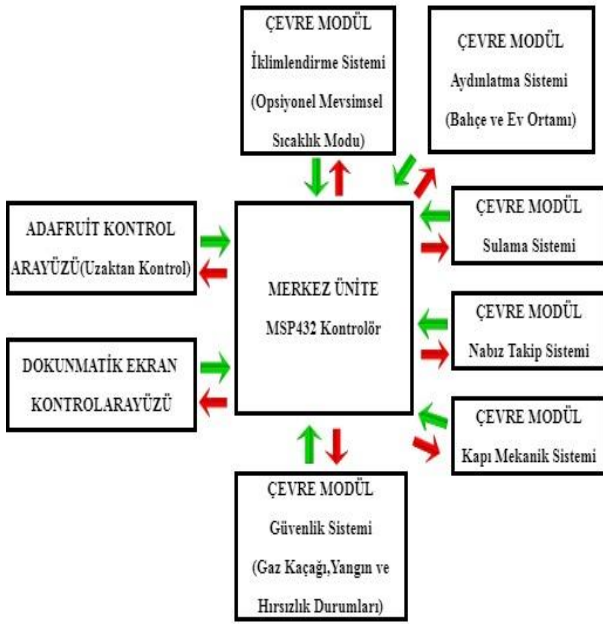 ÇEVRE MODÜL
İklimlendirme Sistemi
(Opsiyonel Mevsimsel
Sıcaklık Modu)
ÇEVRE MODÜL
Aydınlatma Sistemi
(Bahçe ve Ev Ortamı)
ADAFRUİT KONTROL
ARAYÜZÜ(Uzaktan Kontrol)
MERKEZ ÜNİTE
MSP432 Kontrolör
ÇEVRE MODÜL
Sulama Sistemi
ÇEVRE MODÜL
Nabız Takip Sistemi
DOKUNMATİK EKRAN
KONTROLARAYÜZÜ
ÇEVRE MODÜL
Kapı Mekanik Sistemi
ÇEVRE MODÜL
Güvenlik Sistemi
(Gaz Kaçağı,Yangın ve
Hırsızlık Durumları)